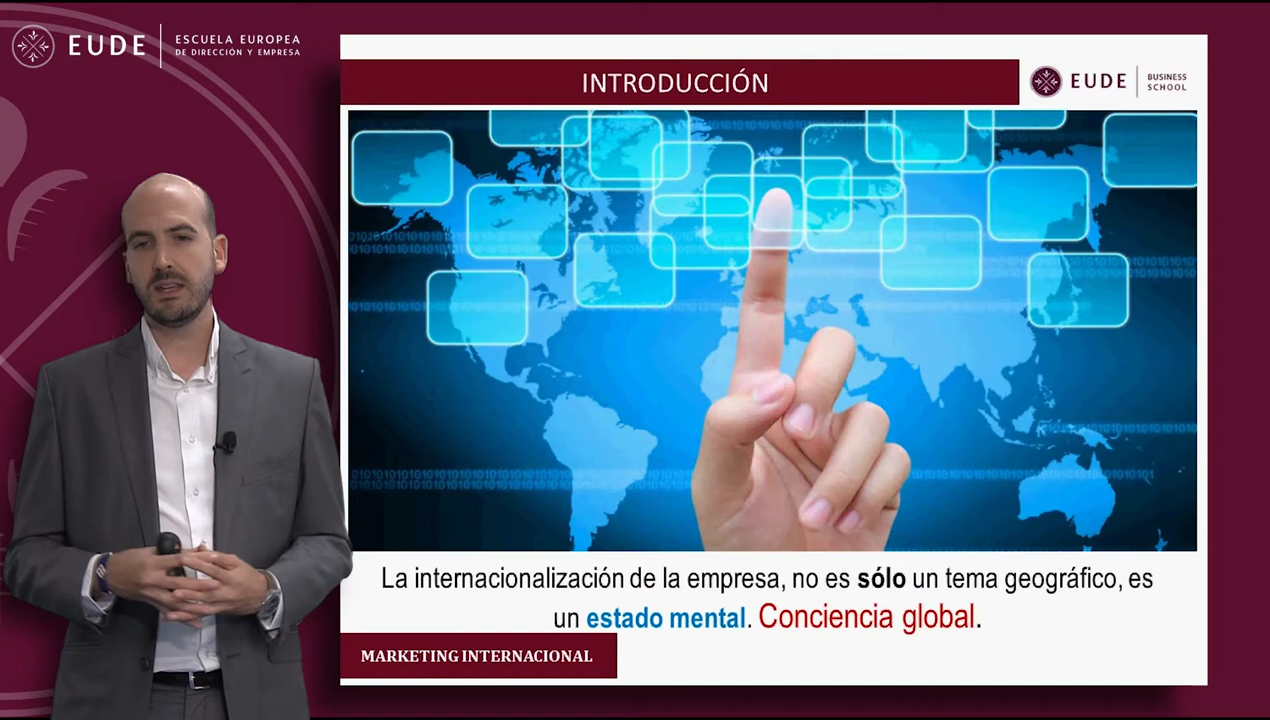 EUDE
ESCUELA EUROPEA
DE DIRECCIÓN Y EMPRESA
INTRODUCCIÓN
EUDE
BUSINESS
SCHOOL
La internacionalización de la empresa, no es sólo un tema geográfico, es
un estado mental. Conciencia global.
MARKETING INTERNACIONAL